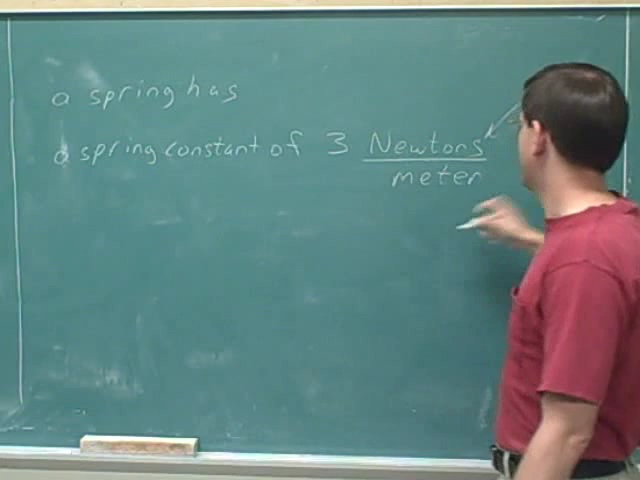 a spring has
a spring constant of 3 Newtons
meter